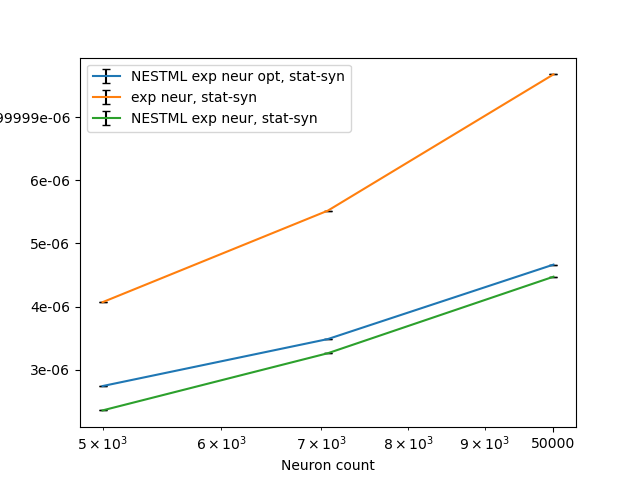 NESTML exp neur opt, stat-syn
exp neur, stat-syn
NESTML exp neur, stat-syn
99999e-06
6e-06
5e-06
4e-06
3e-06
5 × 10³ 6 × 10³ 7 × 10³ 8 × 10³ 9 × 10³ 50000
Neuron count